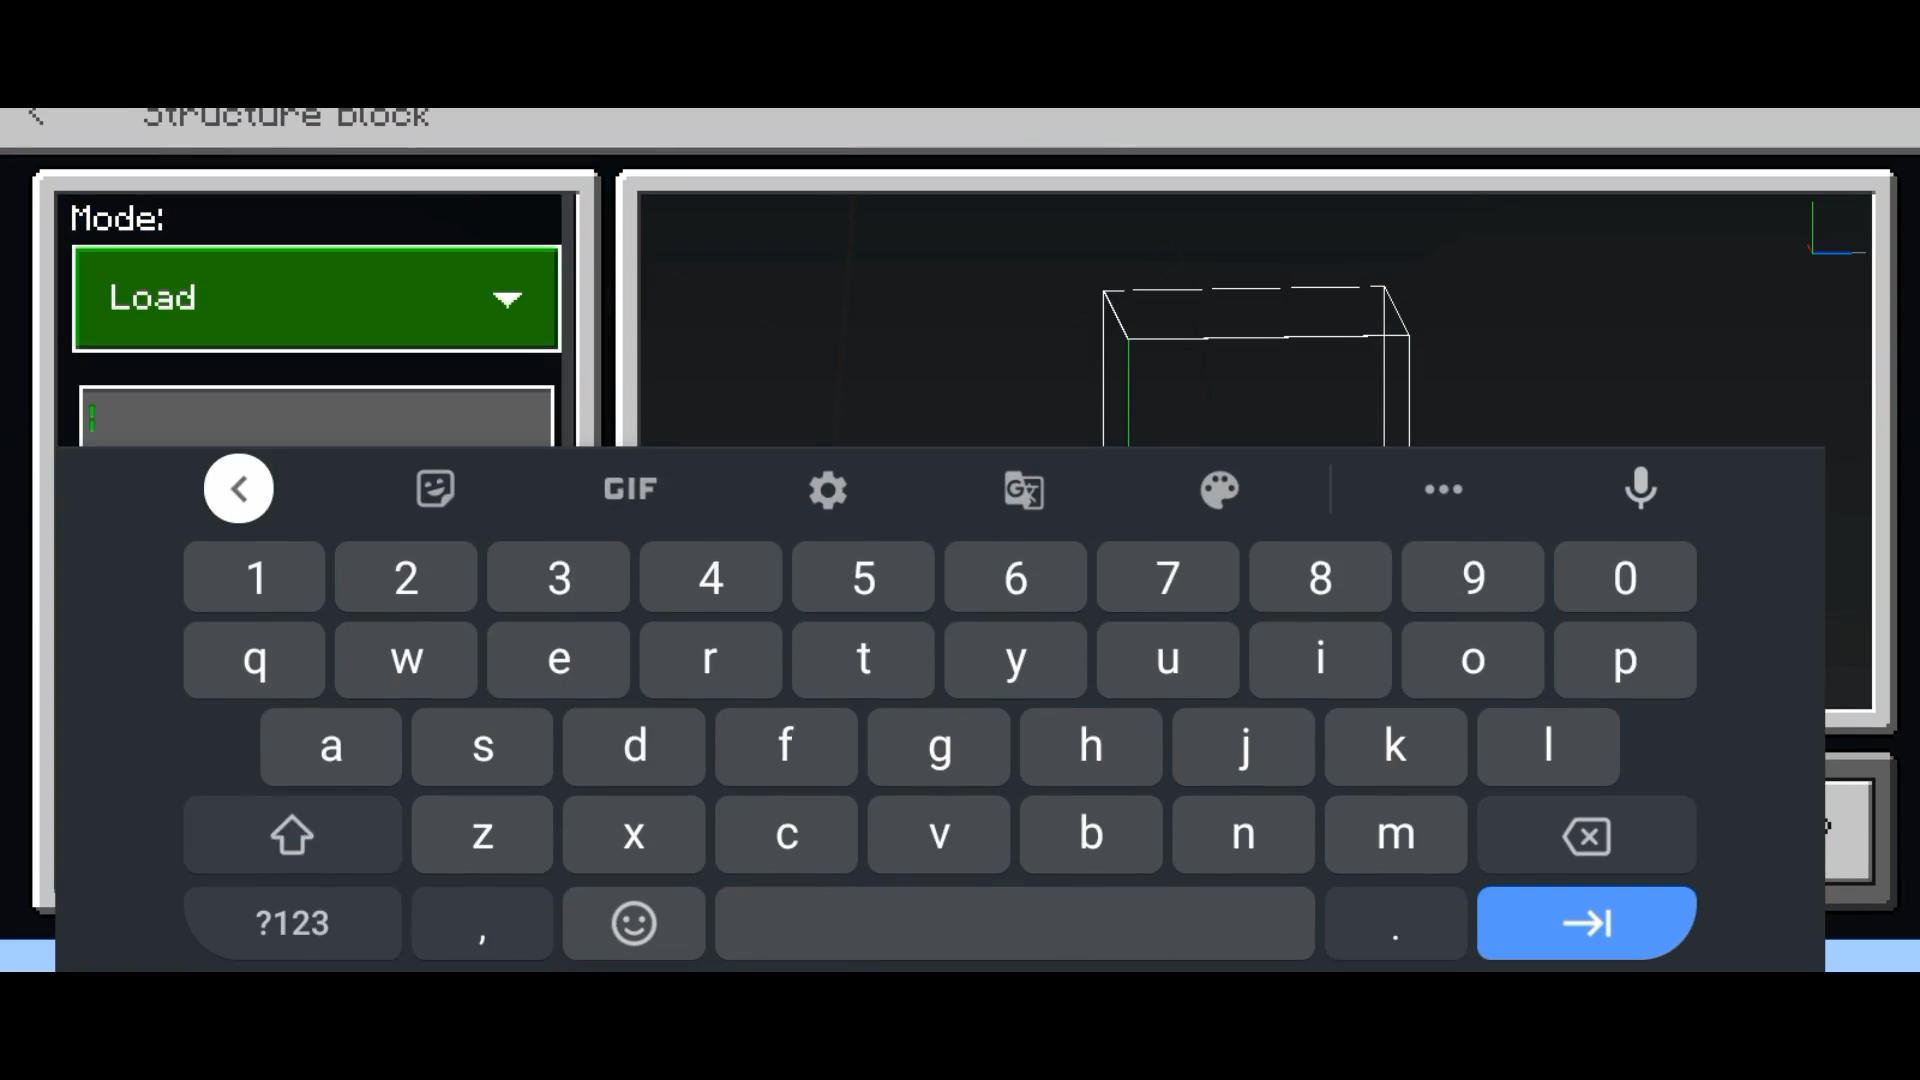 Structure Block
Mode:
Load
GIF
1 2 3 4 5 6 7 8 9 0
q w e r t y u i o p
a s d f g h j k l
z x c v b n m
?123 , .